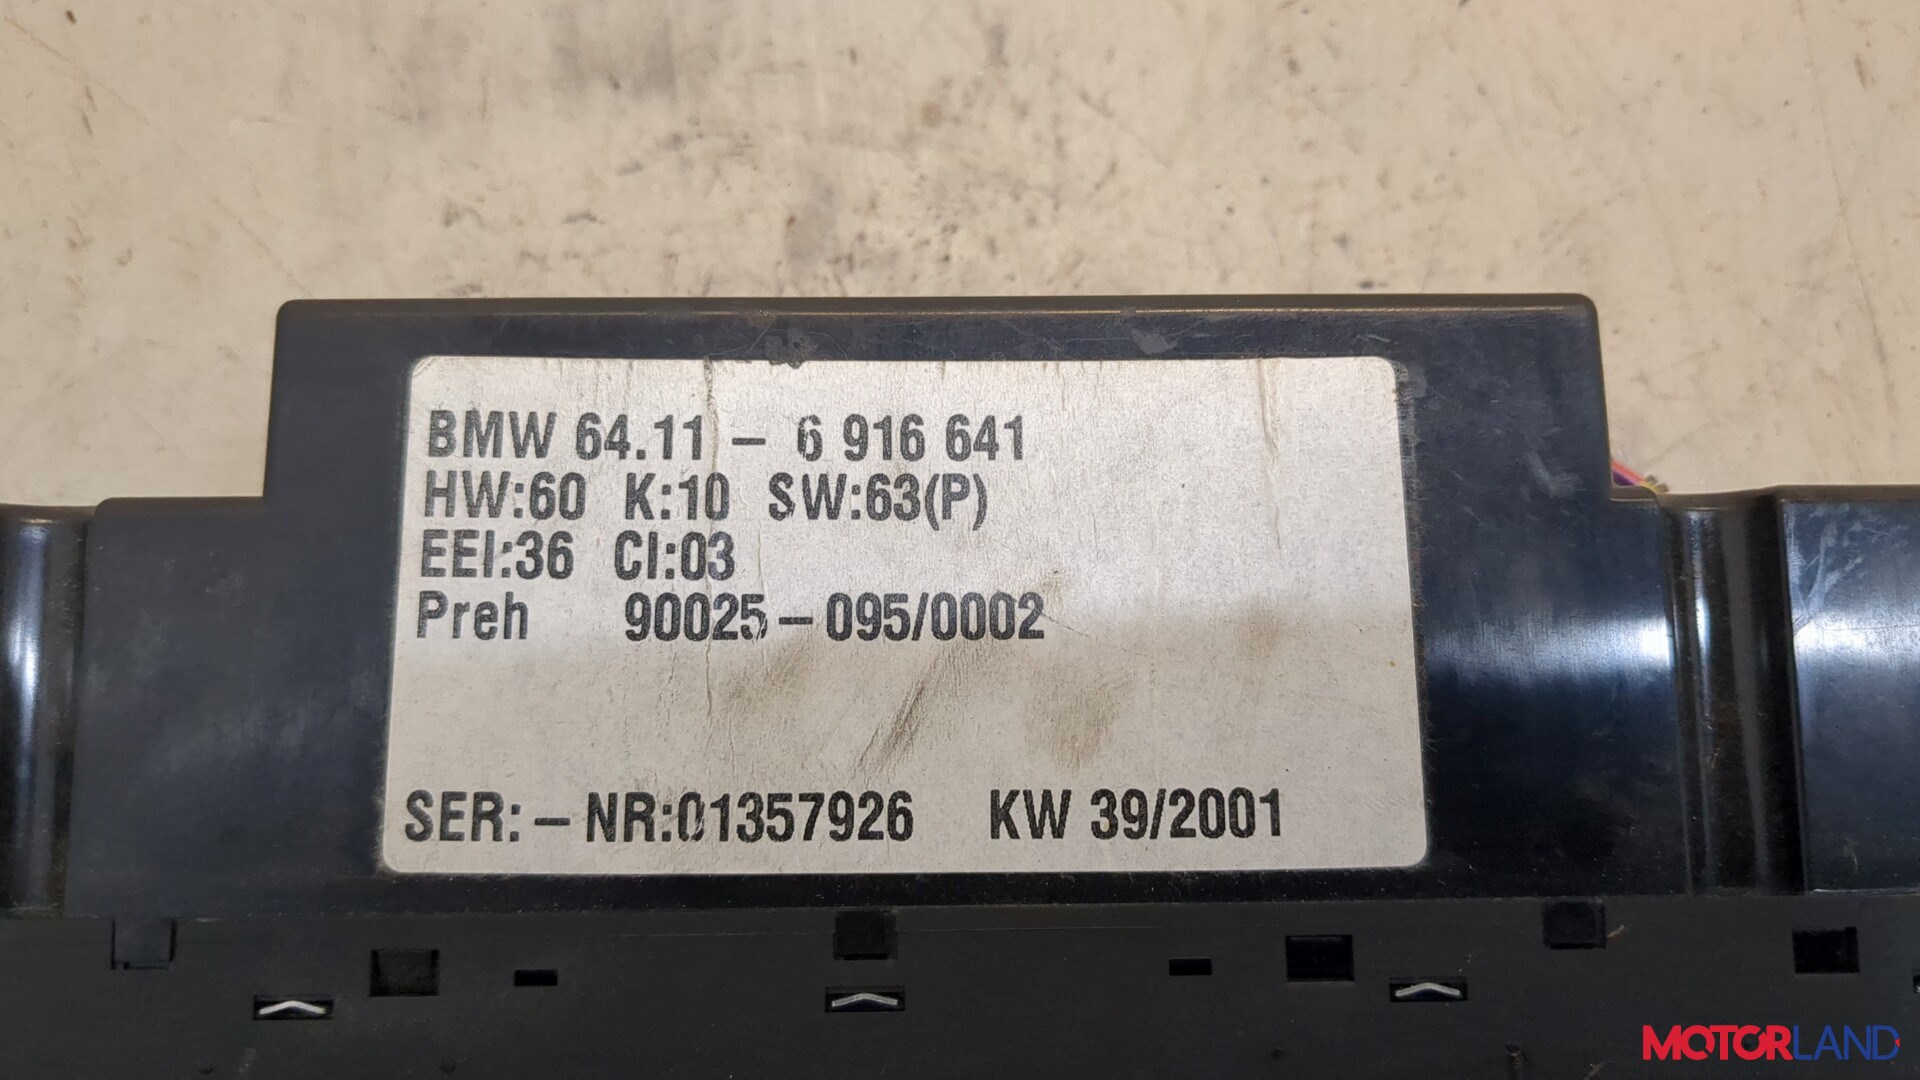 BMW 64.11 – 6 916 641
HW:60 K:10 SW:63(P)
EEI:36 CI:03
Preh 90025–095/0002
SER:–NR:01357926 KW 39/2001
MOTORLAND